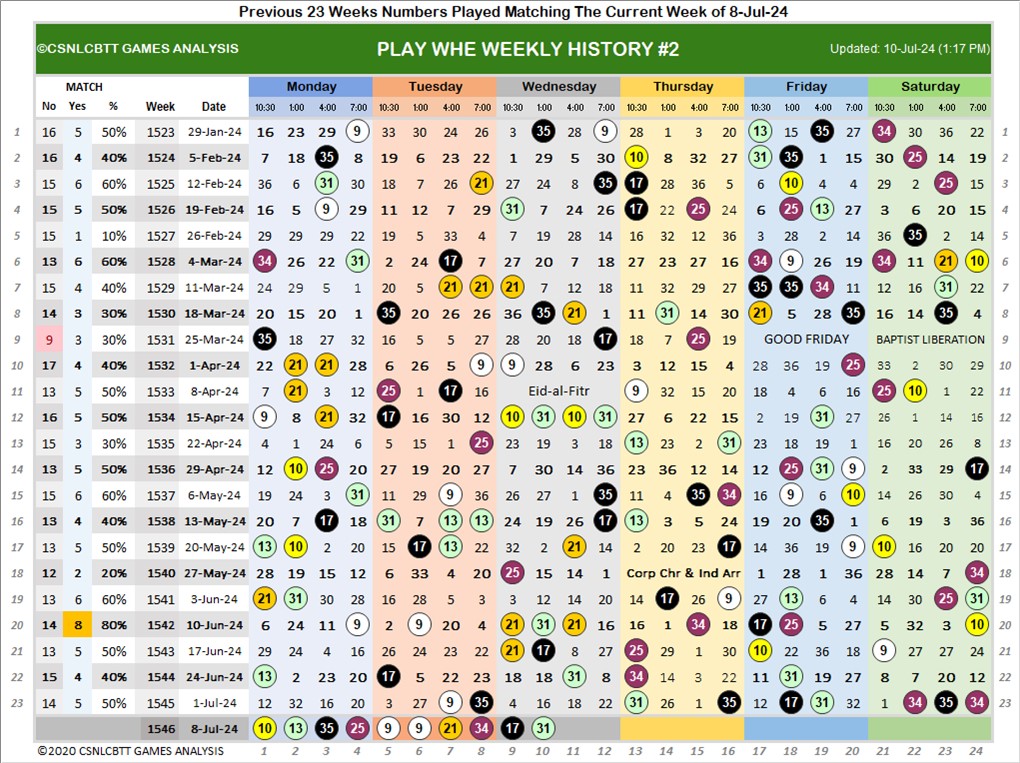 Previous 23 Weeks Numbers Played Matching The Current Week of 8-Jul-24
©CSNLCBTT GAMES ANALYSIS PLAY WHE WEEKLY HISTORY #2 Updated: 10-Jul-24 (1:17 PM)
MATCH Monday Tuesday Wednesday Thursday Friday Saturday
No Yes % Week Date 10:30 1:00 4:00 7:00 10:30 1:00 4:00 7:00 10:30 1:00 4:00 7:00 10:30 1:00 4:00 7:00 10:30 1:00 4:00 7:00 10:30 1:00 4:00 7:00
1 16 5 50% 1523 29-Jan-24 16 23 29 9 33 30 24 26 3 35 28 9 28 1 3 20 13 15 35 27 34 30 36 22 1
2 16 4 40% 1524 5-Feb-24 7 18 35 8 19 6 23 22 1 29 5 30 10 8 32 27 31 35 1 15 30 22 14 19 2
3 15 6 60% 1525 12-Feb-24 36 6 31 30 18 7 26 21 27 24 8 35 17 28 36 5 6 10 4 4 29 2 25 15 3
4 15 5 50% 1526 19-Feb-24 16 5 9 29 11 12 7 29 31 7 24 26 17 22 25 24 6 25 13 27 3 6 20 15 4
5 15 1 10% 1527 26-Feb-24 29 29 29 22 19 5 33 4 7 19 28 14 16 32 12 36 3 28 2 14 36 35 2 14 5
6 13 6 60% 1528 4-Mar-24 34 26 22 31 2 24 17 7 27 20 7 18 27 23 27 16 34 9 26 19 34 11 21 10 6
7 15 4 40% 1529 11-Mar-24 24 29 5 1 20 5 21 21 21 7 12 18 11 32 29 27 35 35 34 11 12 16 31 22 7
8 14 3 30% 1530 18-Mar-24 20 15 20 1 35 20 26 26 36 35 21 1 11 31 14 30 21 5 28 35 16 14 35 4 8
9 9 3 30% 1531 25-Mar-24 35 18 27 32 16 5 5 27 28 20 18 17 18 7 25 19 GOOD FRIDAY BAPTIST LIBERATION 9
10 17 4 40% 1532 1-Apr-24 22 21 21 28 6 26 5 9 9 28 6 23 3 12 15 4 28 36 19 25 33 2 30 29 10
11 13 5 50% 1533 8-Apr-24 7 21 3 12 25 1 17 16 Eid-al-Fitr 9 32 15 20 18 4 6 16 25 10 1 22 11
12 16 5 50% 1534 15-Apr-24 9 8 21 32 17 16 30 12 10 31 10 31 27 6 22 15 2 19 31 27 26 1 14 16 12
13 15 3 30% 1535 22-Apr-24 4 1 24 6 5 15 1 25 23 19 3 18 13 23 2 31 23 18 19 1 16 20 26 8 13
14 13 5 50% 1536 29-Apr-24 12 10 25 20 27 19 20 27 7 30 14 36 23 36 12 14 12 25 31 9 2 33 29 17 14
15 15 6 60% 1537 6-May-24 19 24 3 31 11 29 9 36 26 27 1 35 11 4 35 34 16 9 6 10 14 26 30 4 15
16 13 4 40% 1538 13-May-24 20 7 17 18 31 7 13 13 24 19 26 17 13 3 5 24 19 20 35 1 6 19 3 36 16
17 13 5 50% 1539 20-May-24 13 10 2 20 15 17 13 22 32 2 21 14 2 20 23 17 14 36 19 9 10 16 20 20 17
18 12 2 20% 1540 27-May-24 28 19 15 12 6 33 4 20 25 15 14 1 Corp Chr & Ind Arr 1 28 1 36 28 14 7 34 18
19 13 6 60% 1541 3-Jun-24 21 31 30 28 16 28 5 3 3 12 14 20 14 17 26 9 27 13 6 4 14 30 25 31 19
20 14 8 80% 1542 10-Jun-24 6 24 11 9 2 9 20 4 21 31 21 16 16 1 34 18 17 25 5 27 5 32 3 10 20
21 13 5 50% 1543 17-Jun-24 29 24 4 16 26 24 23 22 21 17 8 27 25 29 1 30 10 22 36 18 9 27 27 24 21
22 15 4 40% 1544 24-Jun-24 13 2 23 20 17 5 22 23 18 18 31 8 34 14 3 22 11 31 19 27 8 7 20 12 22
23 14 5 50% 1545 1-Jul-24 12 32 16 20 3 27 9 35 4 16 18 22 31 26 1 35 12 17 31 32 1 34 35 34 23
1546 8-Jul-24 10 13 35 25 9 9 21 34 17 31
©2020 CSNLCBTT GAMES ANALYSIS 1 2 3 4 5 6 7 8 9 10 11 12 13 14 15 16 17 18 19 20 21 22 23 24